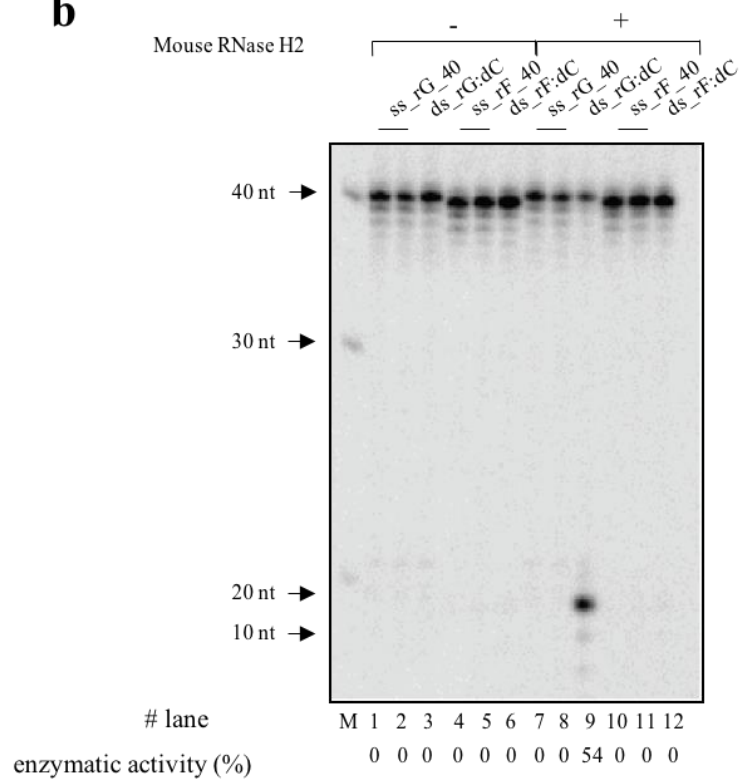 b
- +
Mouse RNase H2
ss_rG_40 ds_rG:dC ss_rF_40 ds_rF:dC ss_rG_40 ds_rG:dC ss_rF_40 ds_rF:dC
40 nt
30 nt
20 nt
10 nt
# lane M 1 2 3 4 5 6 7 8 9 10 11 12
enzymatic activity (%) 0 0 0 0 0 0 0 0 54 0 0 0